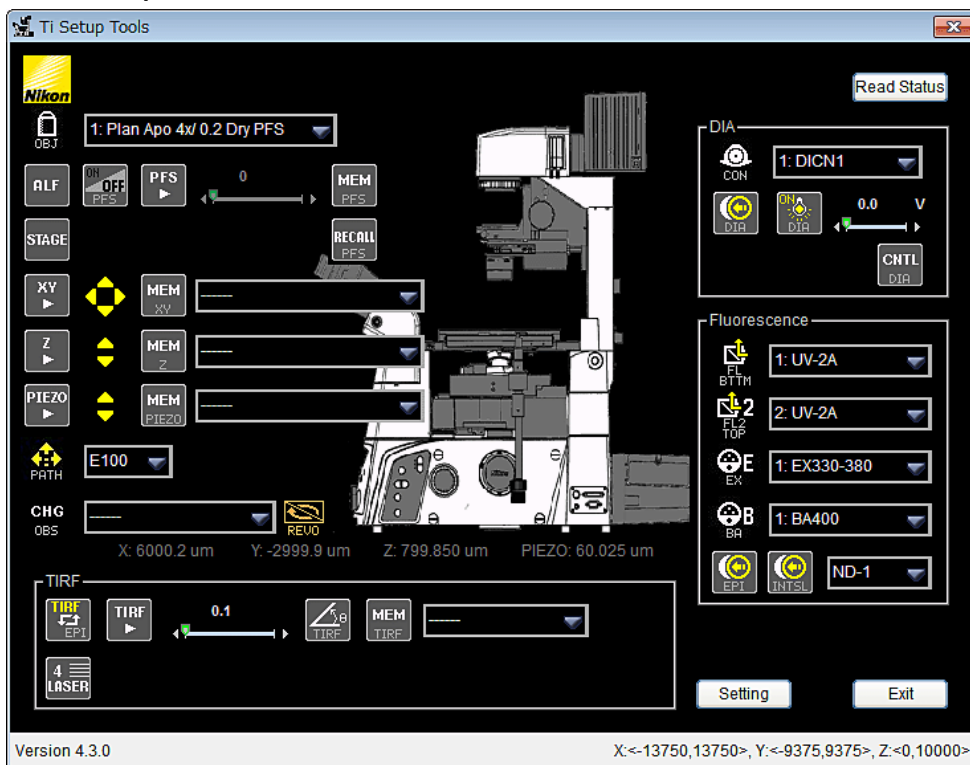 Ti Setup Tools
Nikon
Read Status
OBJ
1: Plan Apo 4x/ 0.2 Dry PFS
DIA
CON
1: DICN1
ALF
ON
OFF
PFS
PFS
0
MEM
PFS
DIA
ON
DIA
0.0 V
STAGE
RECALL
PFS
CNTL
DIA
XY
MEM
XY
-----
Z
MEM
Z
-----
PIEZO
MEM
PIEZO
-----
Fluorescence
FL
BTTM
1: UV-2A
2
FL2
TOP
2: UV-2A
E
EX
1: EX330-380
B
BA
1: BA400
EPI
INTSL
ND-1
PATH
E100
CHG
OBS
-----
REVO
X: 6000.2 um Y: -2999.9 um Z: 799.850 um PIEZO: 60.025 um
TIRF
TIRF
EPI
TIRF
0.1
θ
TIRF
MEM
TIRF
-----
4
LASER
Setting
Exit
Version 4.3.0
X:<-13750,13750>, Y:<-9375,9375>, Z:<0,10000>